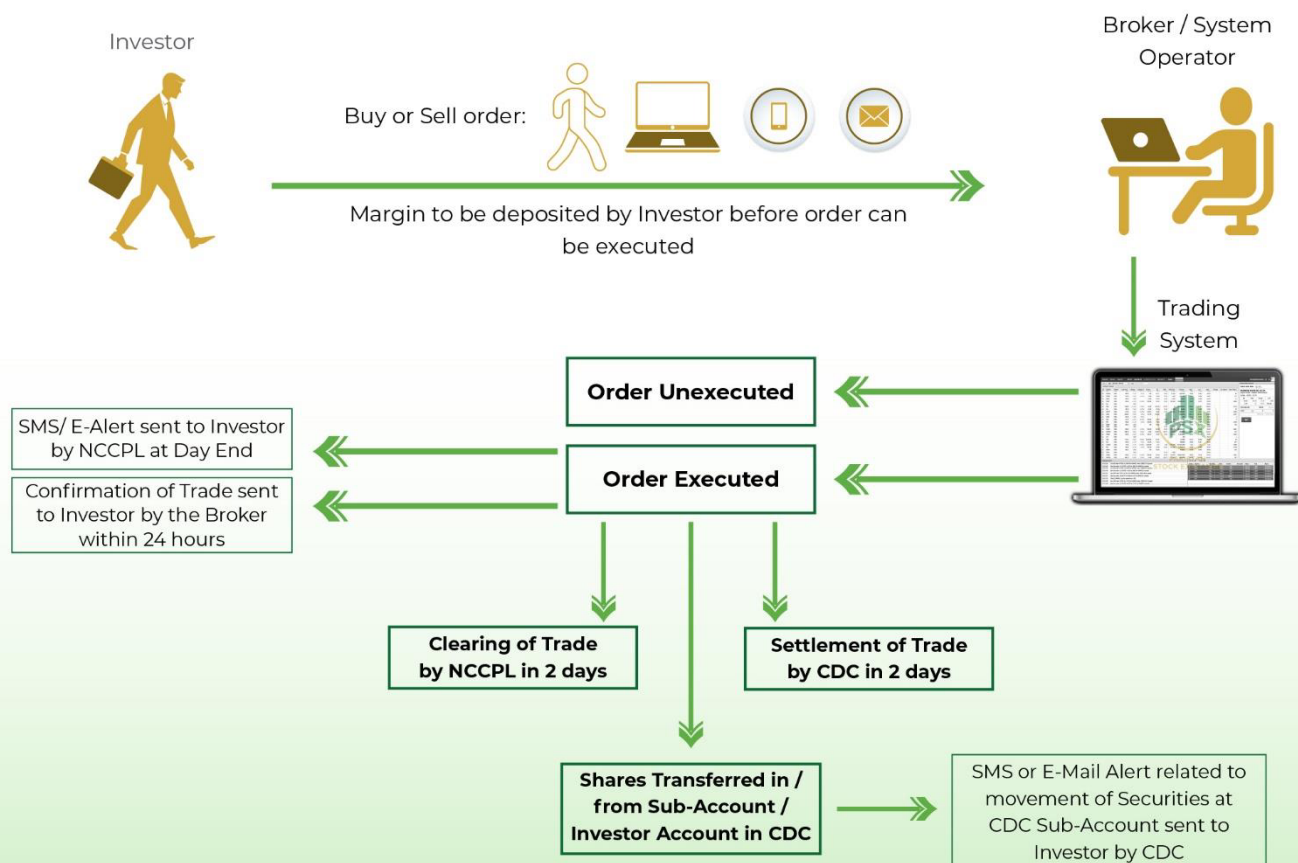 Investor
Broker / System
Operator
Buy or Sell order:
Margin to be deposited by Investor before order can
be executed
Trading
System
Order Unexecuted
SMS/ E-Alert sent to Investor
by NCCPL at Day End
Order Executed
Confirmation of Trade sent
to Investor by the Broker
within 24 hours
Clearing of Trade
by NCCPL in 2 days
Settlement of Trade
by CDC in 2 days
Shares Transferred in /
from Sub-Account /
Investor Account in CDC
SMS or E-Mail Alert related to
movement of Securities at
CDC Sub-Account sent to
Investor by CDC